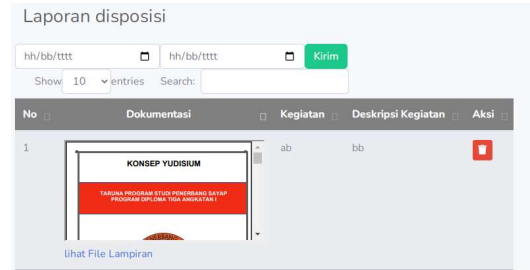 Laporan disposisi
hh/bb/tttt hh/bb/tttt Kirim
Show 10 entries Search:
No Dokumentasi Kegiatan Deskripsi Kegiatan Aksi
1 ab bb
KONSEP YUDISIUM
TARUNA PROGRAM STUDI PENERBANG SAYAP
PROGRAM DIPLOMA TIGA ANGKATAN I
lihat File Lampiran